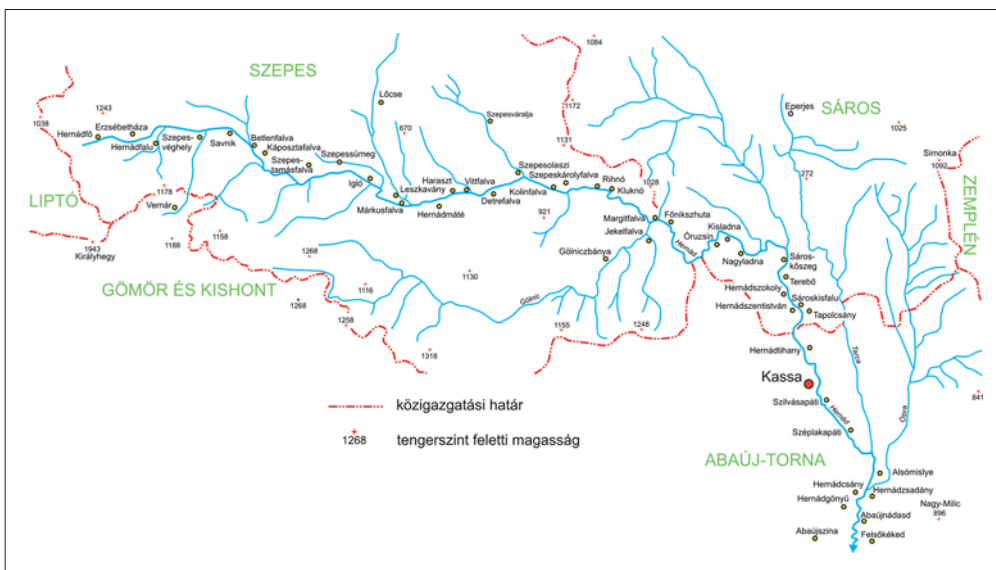 SZEPES
SÁROS
LIPTÓ
GÖMÖR ÉS KISHONT
ZEMPLÉN
ABAÚJ-TORNA
1038
1243
Hernádfő
Erzsébetháza
Hernádfalu
Szepes-
véghely
Savnik
Betlenfalva
Káposztafalva
Szepes-
tamásfalva
Szepessümeg
Igló
Lőcse
670
Leszkavány
Márkusfalva
Haraszt
Vittfalva
Hernádmáté
Detrefalva
Szepesváralja
Szepesolaszi
Szepeskárolyfalva
Kolinfalva
Rihnó
Kluknó
921
1084
1172
1131
1028
Margitfalva
Főnikszhuta
Jekelfalva
Gölniczbánya
Hernád
Óruzsin
Kisladna
Nagyladna
Eperjes
272
1025
Simonka
1092
Sáros-
kőszeg
Terebő
Hernádszokoly
Sároskisfalu
Hernádszentistván
Tapolcsány
1178
Vernár
1943
Királyhegy
1188
1158
1268
1116
1268
1258
1318
1130
Gölnic
1155
1248
Hernádtihany
Kassa
Szilvásapáti
Hernád
Széplakapáti
Tarca
Osva
841
Alsómislye
Hernádcsány
Hernádzsadány
Hernádgönyű
Abaújnádasd
Abaújszina
Felsőkéked
Nagy-Milic
896
közigazgatási határ
1268
tengerszint feletti magasság